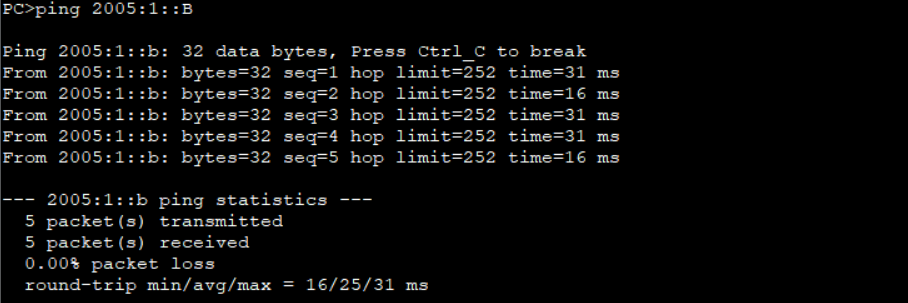 PC>ping 2005:1::B
Ping 2005:1::b: 32 data bytes, Press Ctrl_C to break
From 2005:1::b: bytes=32 seq=1 hop limit=252 time=31 ms
From 2005:1::b: bytes=32 seq=2 hop limit=252 time=16 ms
From 2005:1::b: bytes=32 seq=3 hop limit=252 time=31 ms
From 2005:1::b: bytes=32 seq=4 hop limit=252 time=31 ms
From 2005:1::b: bytes=32 seq=5 hop limit=252 time=16 ms
--- 2005:1::b ping statistics ---
5 packet(s) transmitted
5 packet(s) received
0.00% packet loss
round-trip min/avg/max = 16/25/31 ms